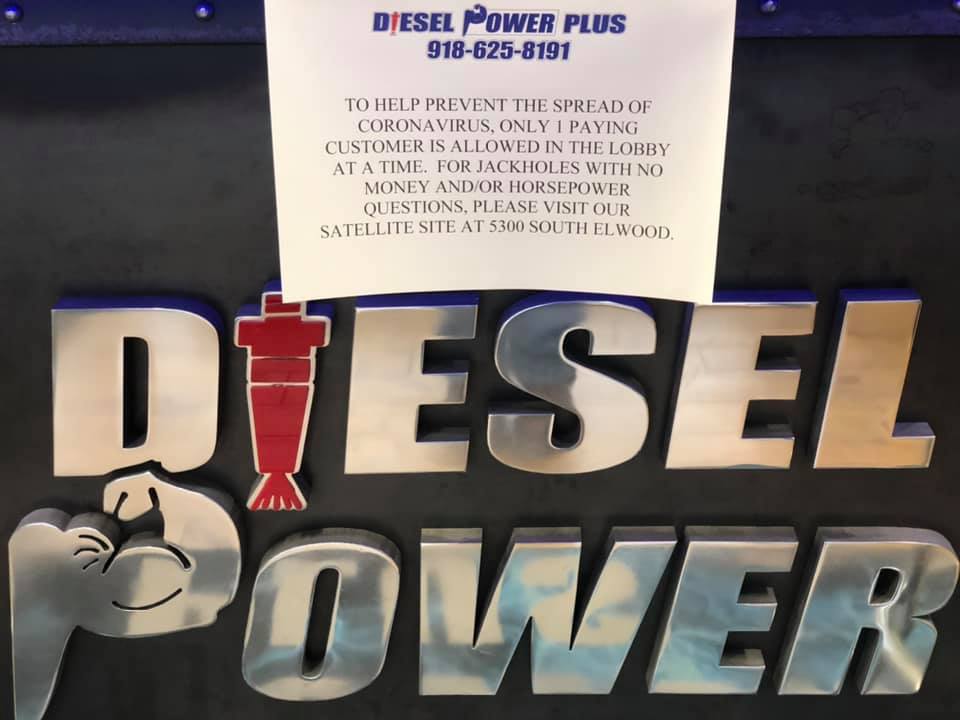 DIESEL POWER PLUS
918-625-8191
TO HELP PREVENT THE SPREAD OF
CORONAVIRUS, ONLY 1 PAYING
CUSTOMER IS ALLOWED IN THE LOBBY
AT A TIME. FOR JACKHOLES WITH NO
MONEY AND/OR HORSEPOWER
QUESTIONS, PLEASE VISIT OUR
SATELLITE SITE AT 5300 SOUTH ELWOOD.
DIESEL
POWER